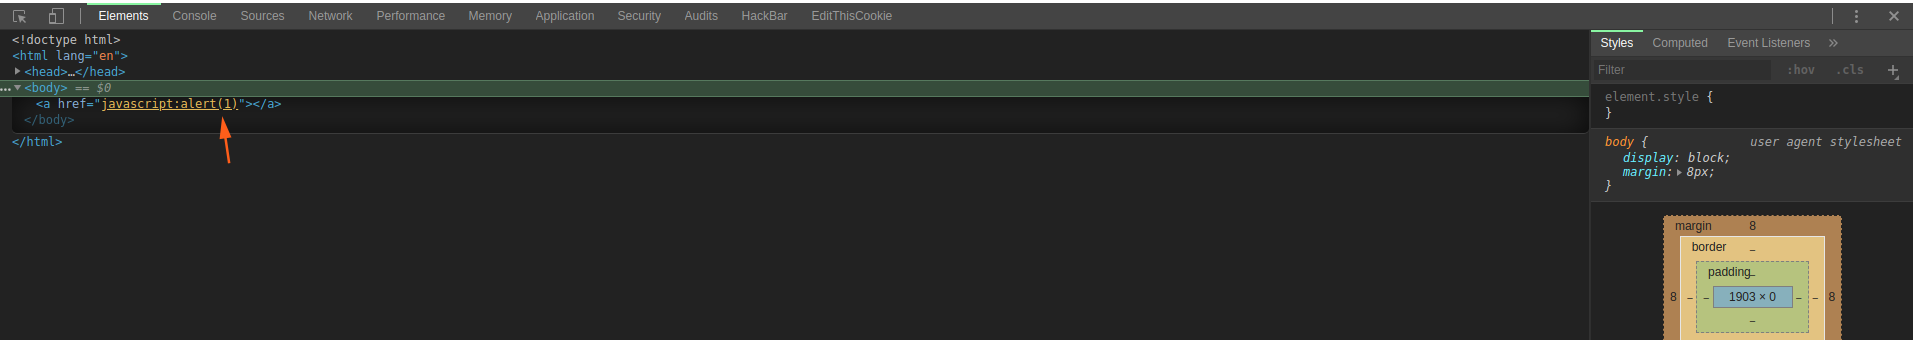 Elements Console Sources Network Performance Memory Application Security Audits HackBar EditThisCookie
<!doctype html>
<html lang="en">
<head>…</head>
<body> == $0
<a href="javascript:alert(1)"></a>
</body>
</html>
Styles Computed Event Listeners »
Filter :hov .cls +
element.style {
}
body { user agent stylesheet
display: block;
margin: 8px;
}
margin 8
border –
padding –
8 – – 1903 × 0 – – 8
–